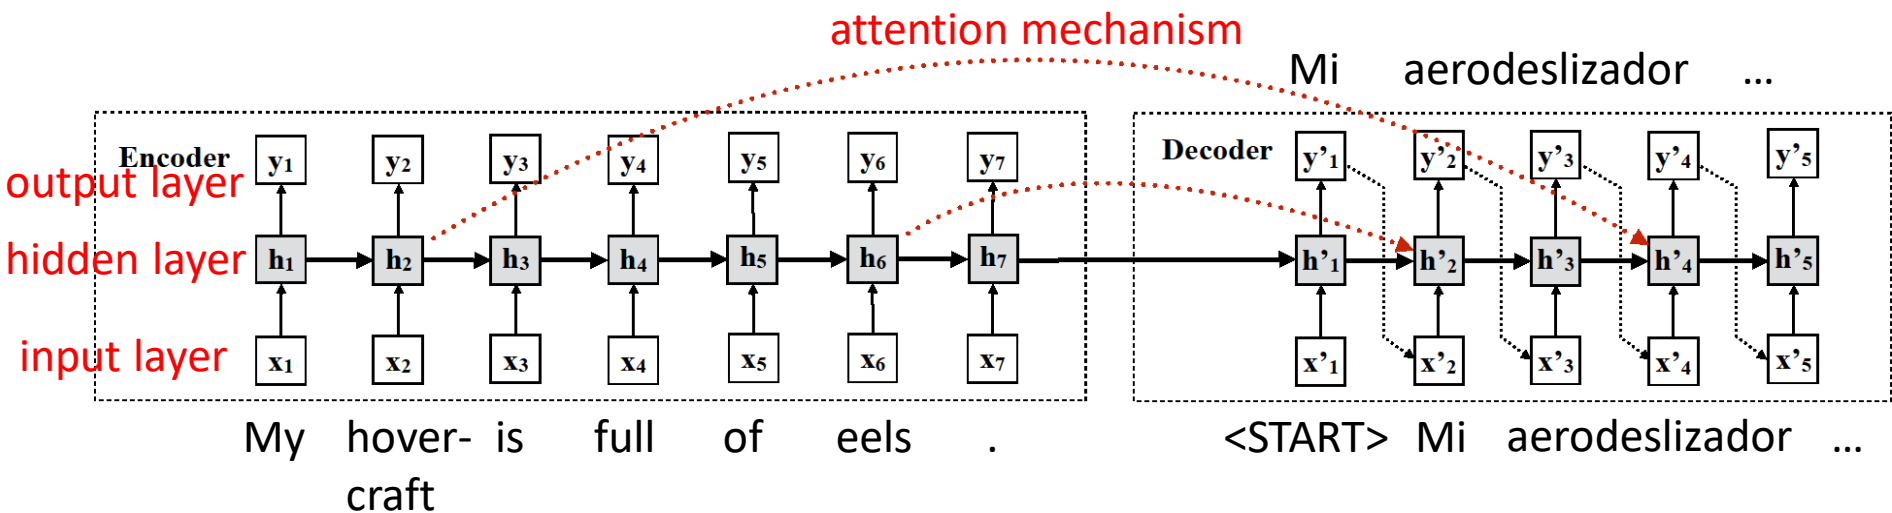 attention mechanism
Mi aerodeslizador ...
Encoder y1 y2 y3 y4 y5 y6 y7 Decoder y'1 y'2 y'3 y'4 y'5
output layer
hidden layer h1 h2 h3 h4 h5 h6 h7 h'1 h'2 h'3 h'4 h'5
input layer x1 x2 x3 x4 x5 x6 x7 x'1 x'2 x'3 x'4 x'5
My hover- is full of eels . <START> Mi aerodeslizador ...
craft